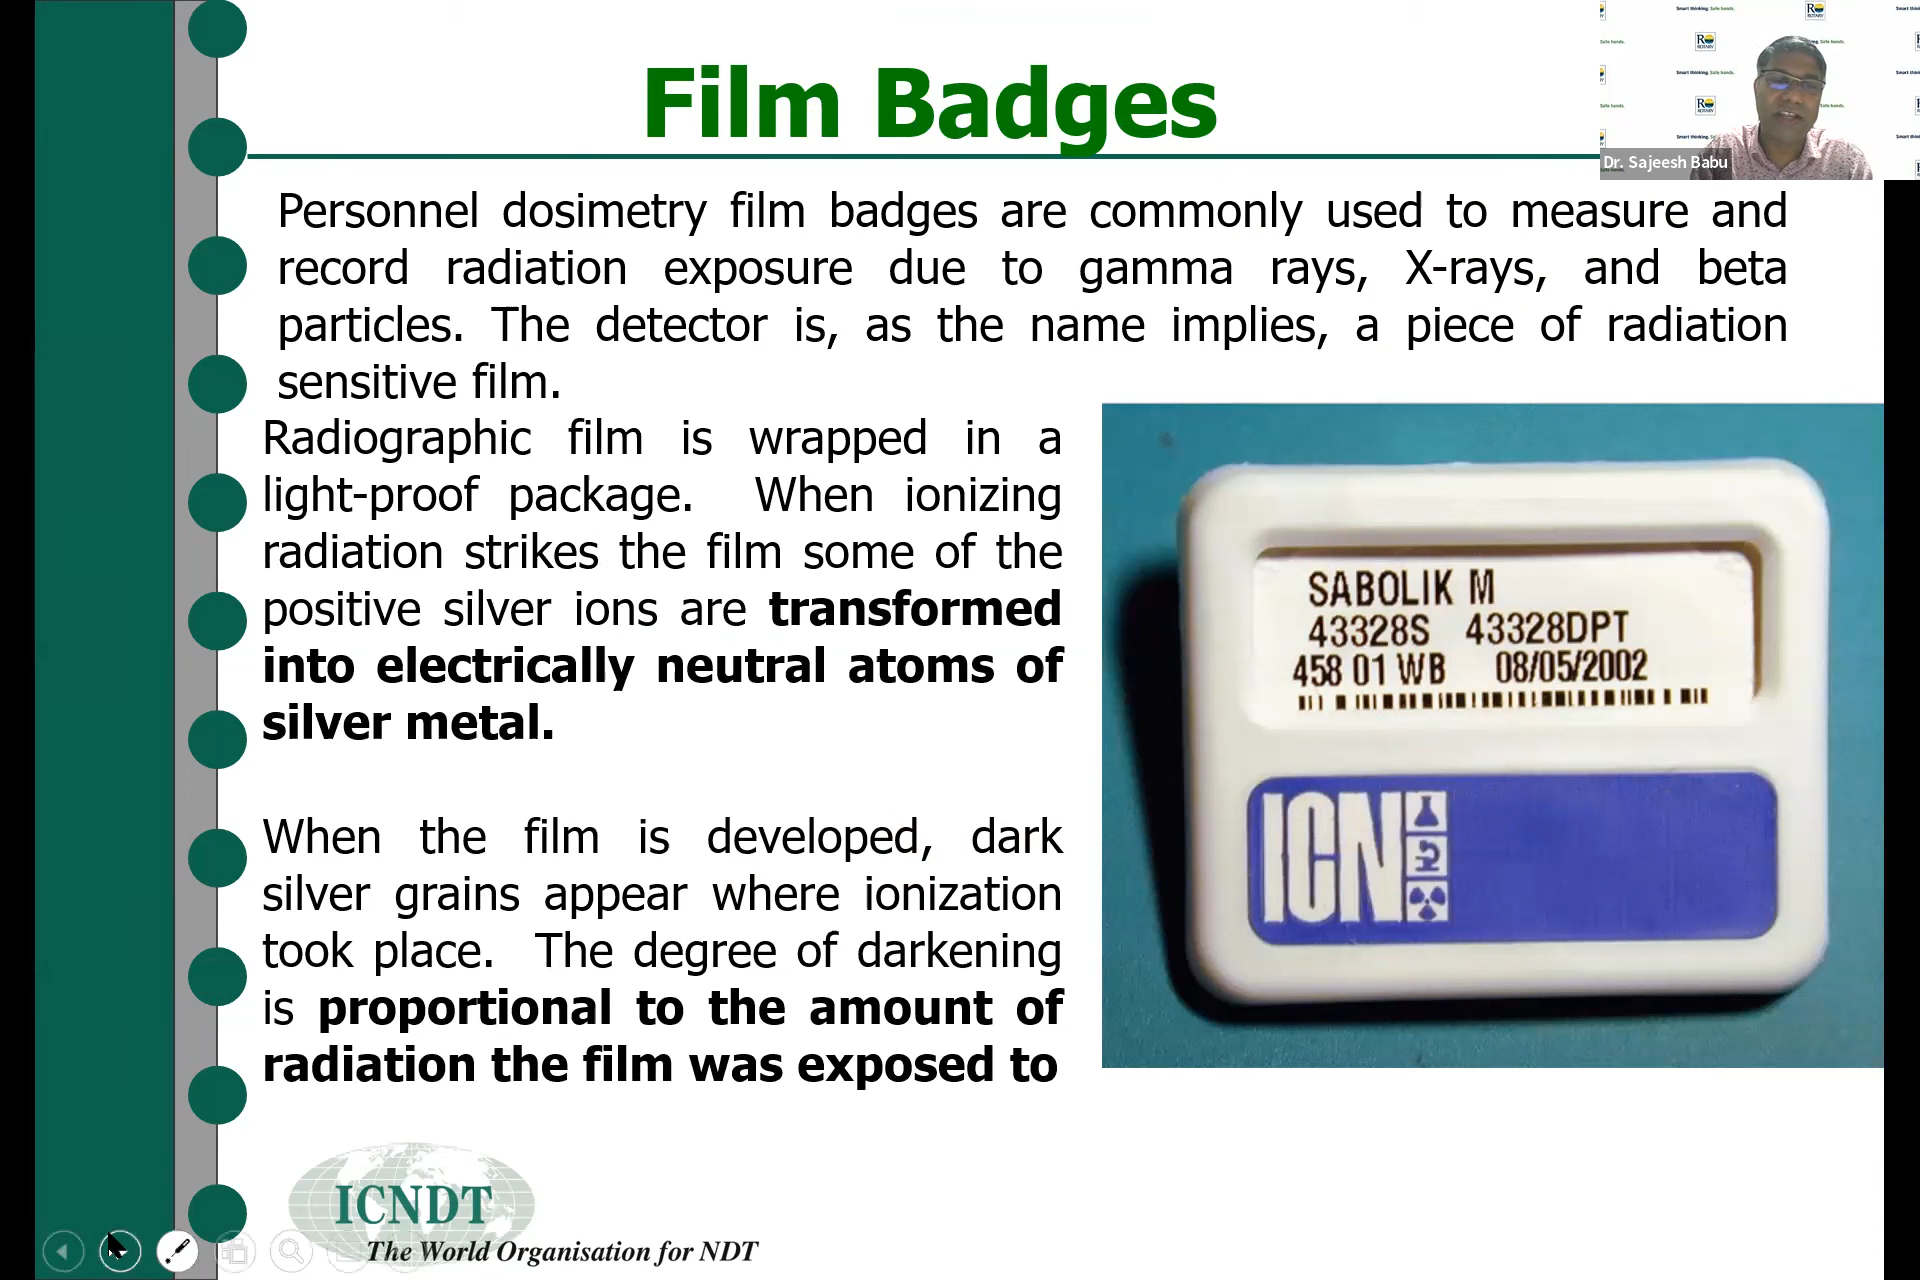 Film Badges
Smart thinking. Safe hands.
ROTARY
Dr. Sajeesh Babu
Personnel dosimetry film badges are commonly used to measure and
record radiation exposure due to gamma rays, X-rays, and beta
particles. The detector is, as the name implies, a piece of radiation
sensitive film.
Radiographic film is wrapped in a
light-proof package. When ionizing
radiation strikes the film some of the
positive silver ions are transformed
into electrically neutral atoms of
silver metal.
When the film is developed, dark
silver grains appear where ionization
took place. The degree of darkening
is proportional to the amount of
radiation the film was exposed to
SABOLIK M
43328S 43328DPT
458 01 WB 08/05/2002
ICN
ICNDT
The World Organisation for NDT